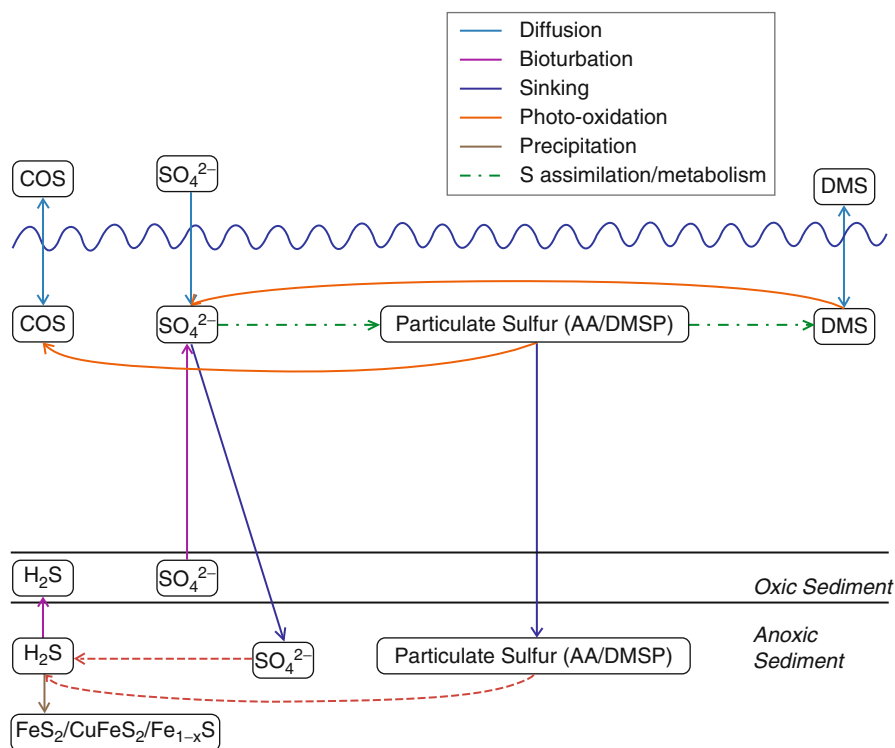 Diffusion
Bioturbation
Sinking
Photo-oxidation
Precipitation
S assimilation/metabolism
COS
SO₄²⁻
DMS
COS
SO₄²⁻
Particulate Sulfur (AA/DMSP)
DMS
H₂S
SO₄²⁻
Oxic Sediment
H₂S
SO₄²⁻
Particulate Sulfur (AA/DMSP)
Anoxic
Sediment
FeS₂/CuFeS₂/Fe₁₋ₓS